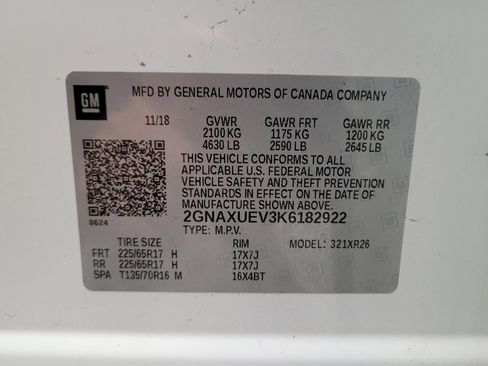 GM
MFD BY GENERAL MOTORS OF CANADA COMPANY
11/18 GVWR GAWR FRT GAWR RR
2100 KG 1175 KG 1200 KG
4630 LB 2590 LB 2645 LB
THIS VEHICLE CONFORMS TO ALL
APPLICABLE U.S. FEDERAL MOTOR
VEHICLE SAFETY AND THEFT PREVENTION
STANDARDS IN EFFECT ON THE DATE OF
MANUFACTURE SHOWN ABOVE.
2GNAXUEV3K6182922
8624
TYPE: M.P.V. MODEL: 321XR26
TIRE SIZE RIM
FRT 225/65R17 H 17X7J
RR 225/65R17 H 17X7J
SPA T135/70R16 M 16X4BT